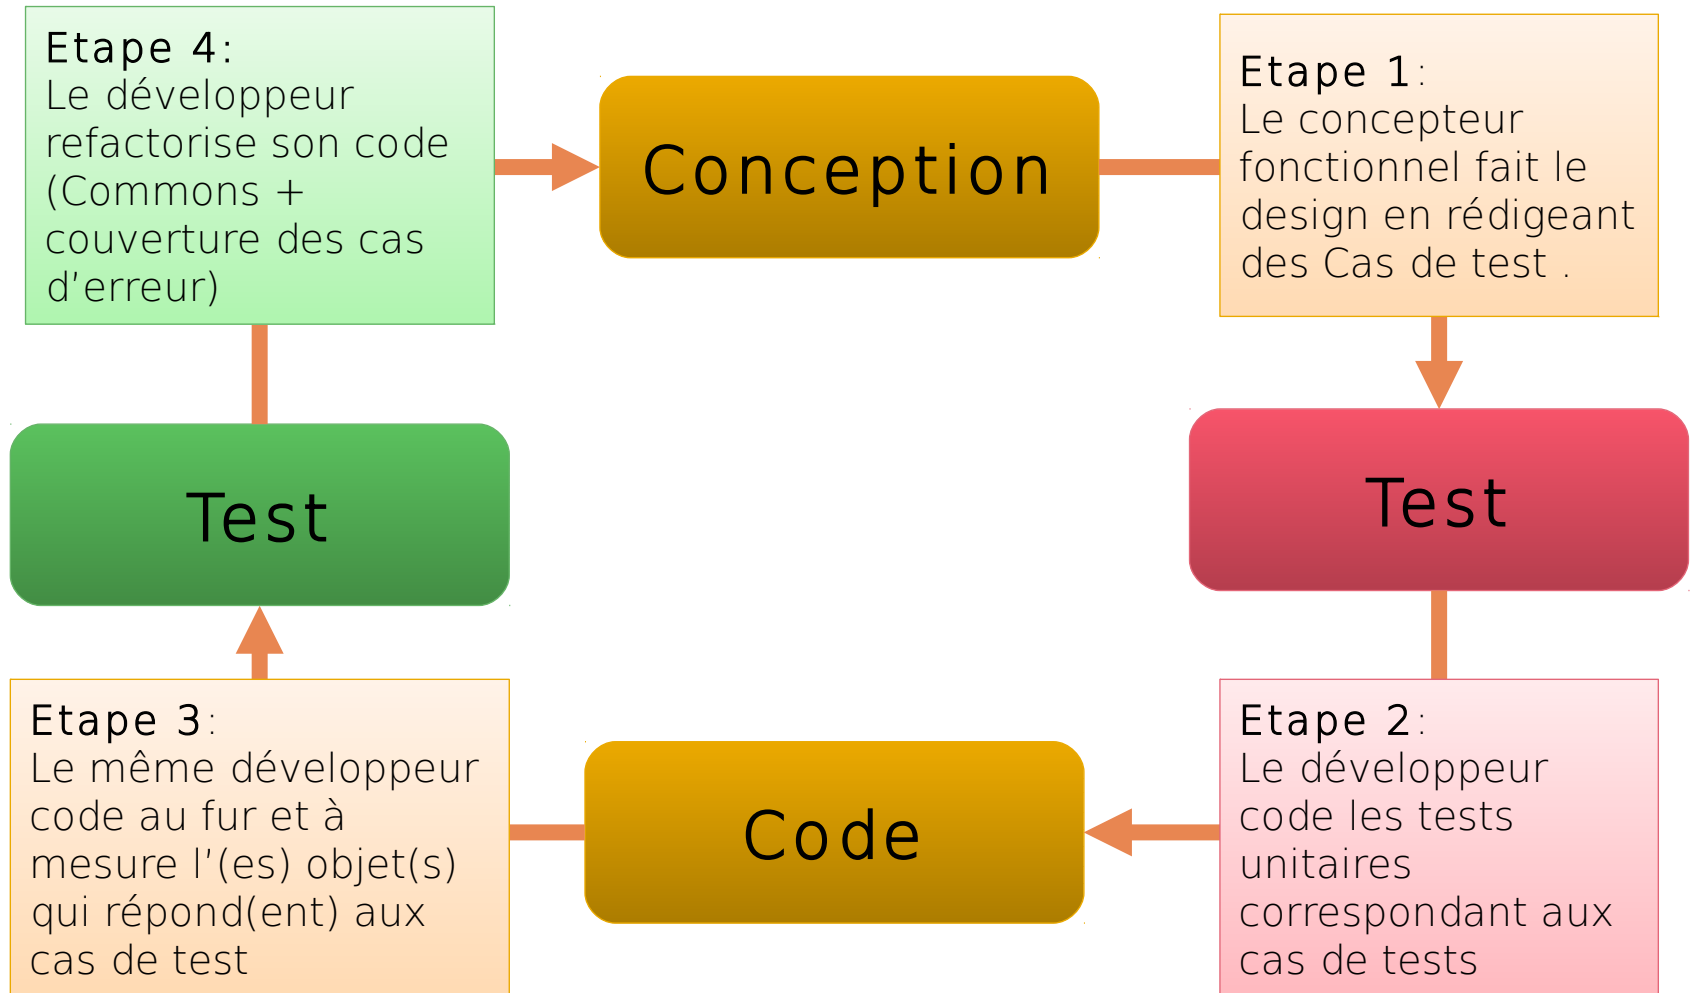 Etape 4:
Le développeur
refactorise son code
(Commons +
couverture des cas
d’erreur)
Conception
Etape 1:
Le concepteur
fonctionnel fait le
design en rédigeant
des Cas de test .
Test
Test
Etape 3:
Le même développeur
code au fur et à
mesure l’(es) objet(s)
qui répond(ent) aux
cas de test
Code
Etape 2:
Le développeur
code les tests
unitaires
correspondant aux
cas de tests